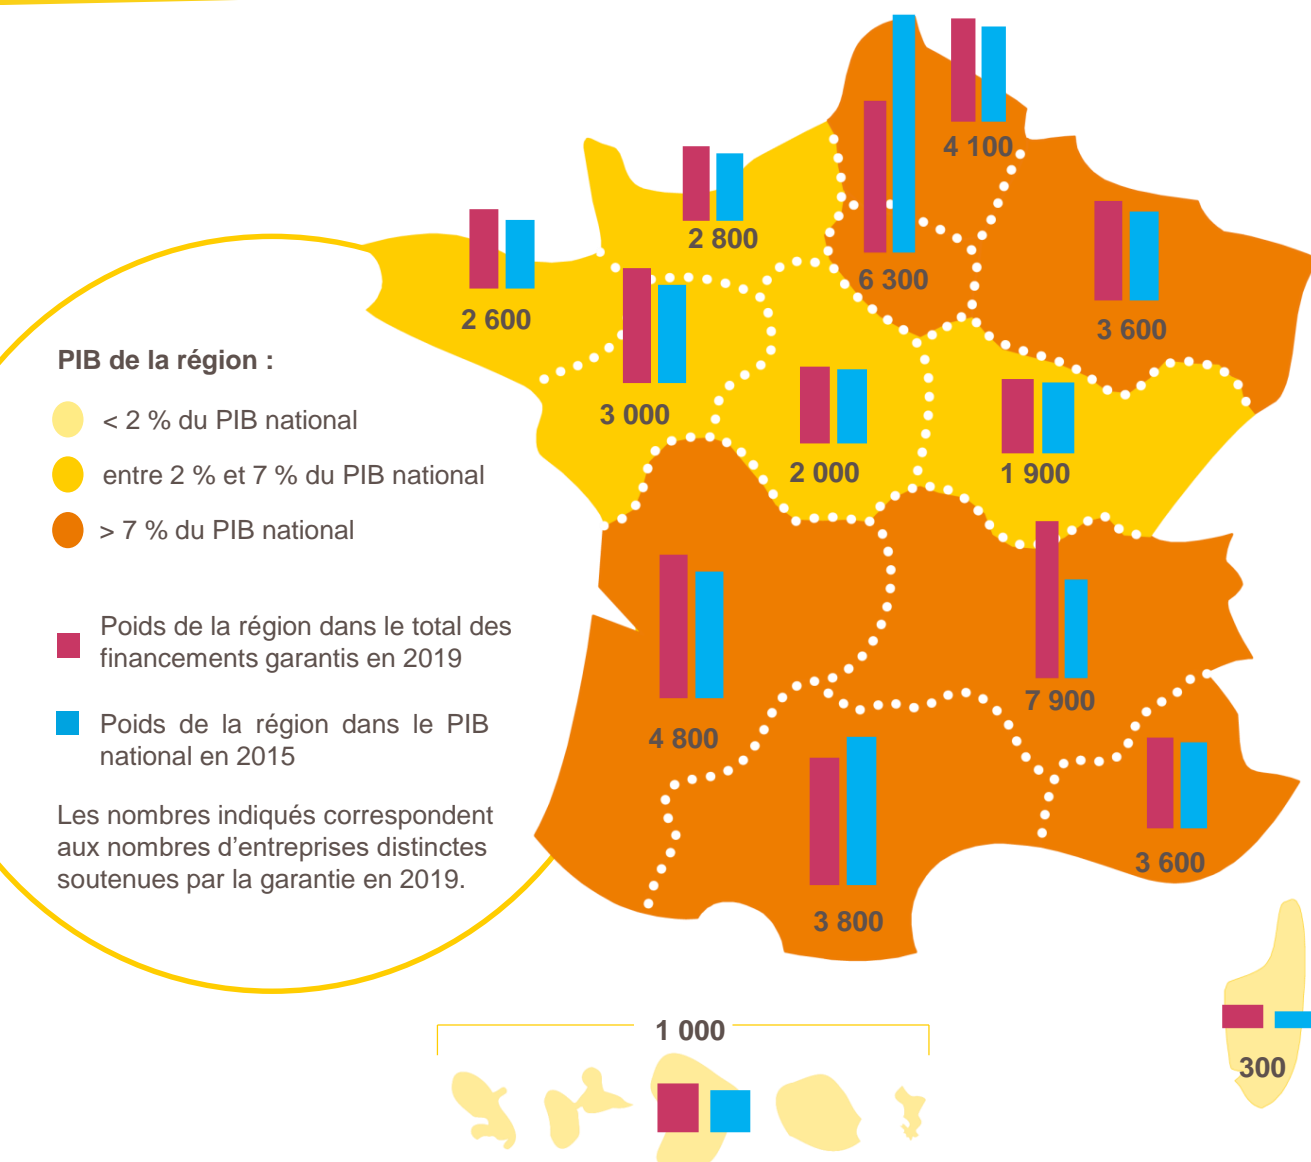 4 100
2 800
6 300
2 600
3 600
PIB de la région :
3 000
< 2 % du PIB national
2 000
1 900
entre 2 % et 7 % du PIB national
> 7 % du PIB national
Poids de la région dans le total des
financements garantis en 2019
7 900
Poids de la région dans le PIB
national en 2015
4 800
Les nombres indiqués correspondent
aux nombres d’entreprises distinctes
soutenues par la garantie en 2019.
3 600
3 800
1 000
300